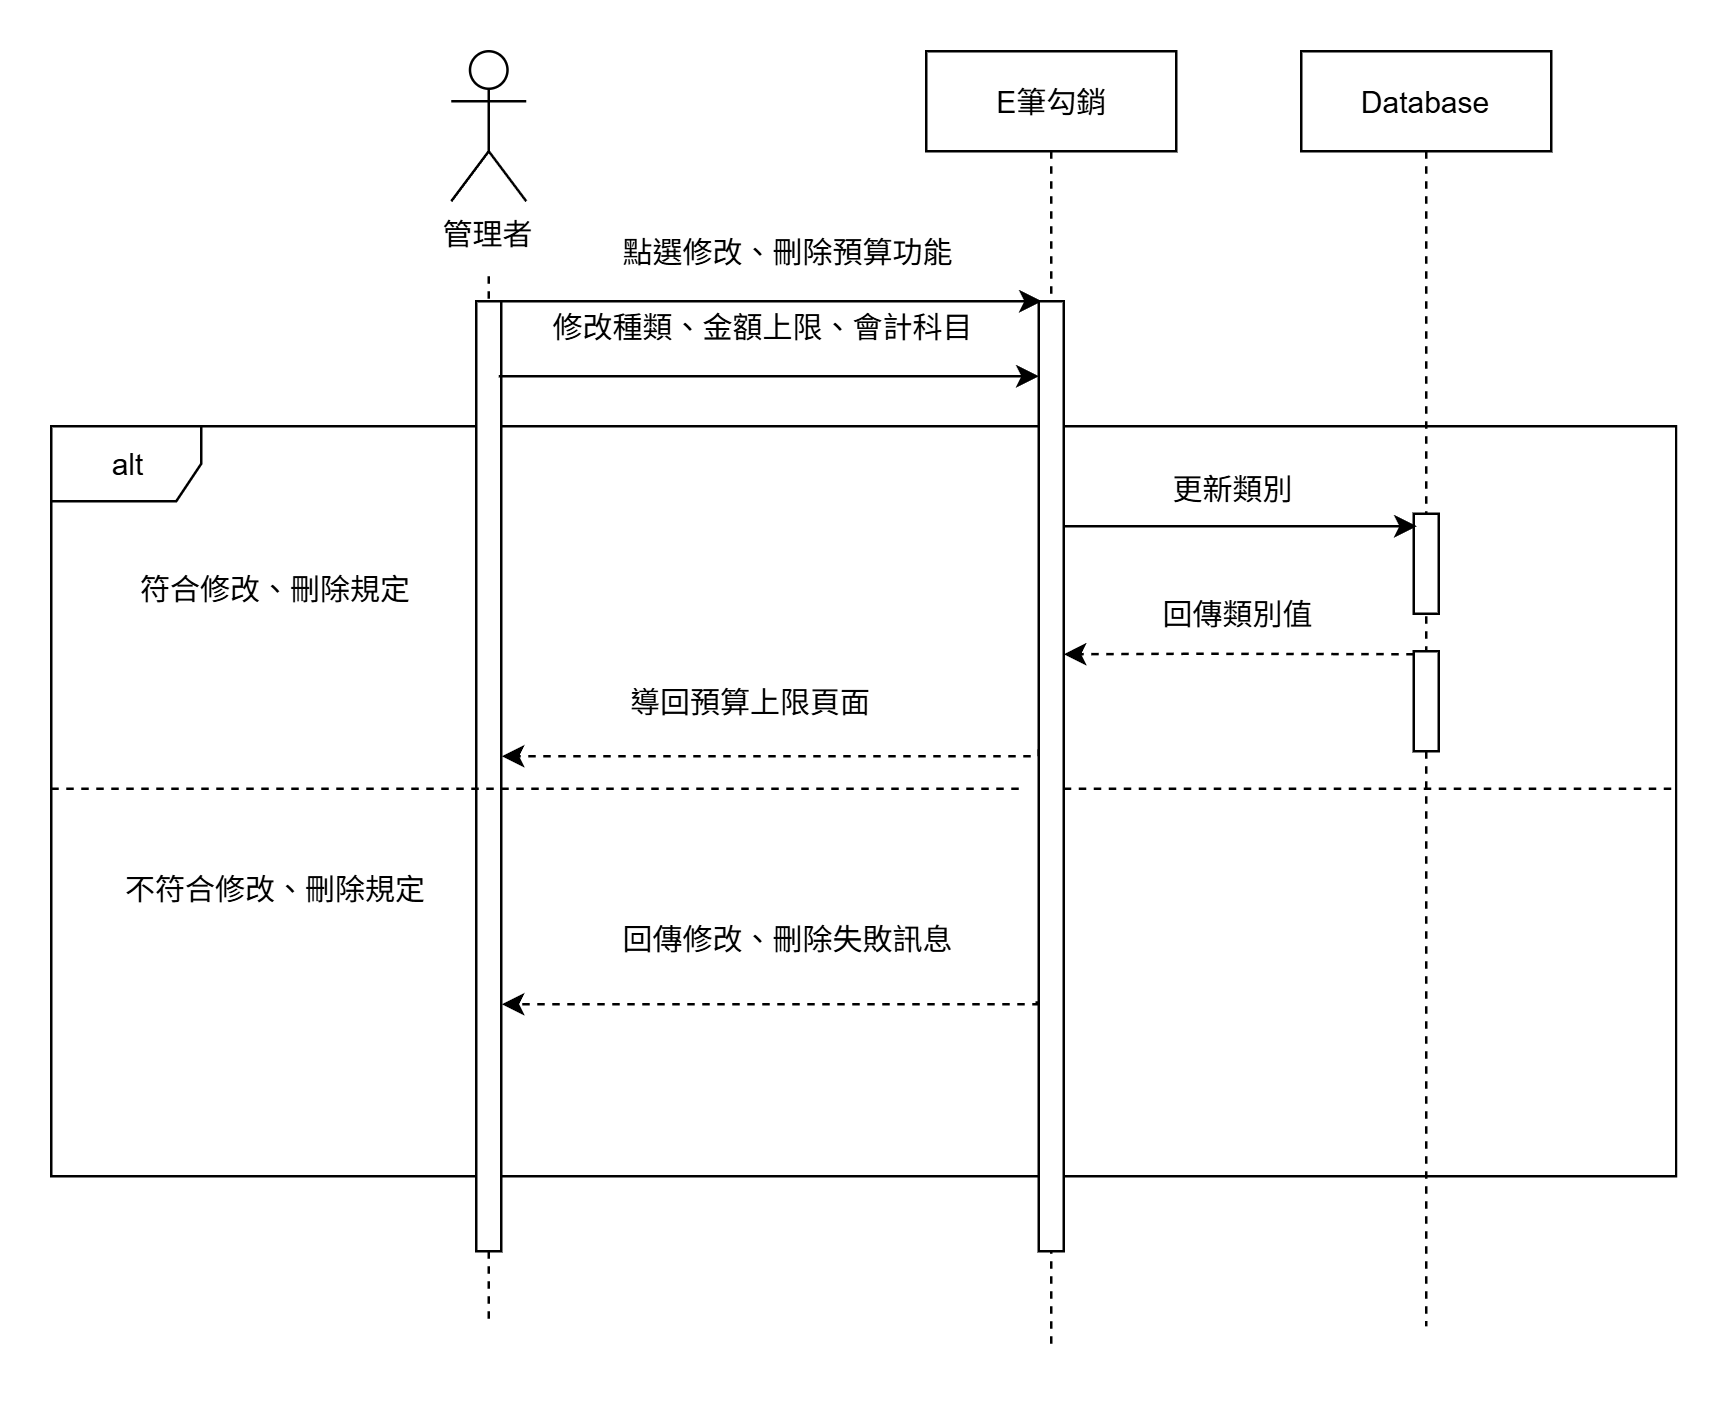 E筆勾銷
Database
管理者
點選修改、刪除預算功能
修改種類、金額上限、會計科目
alt
更新類別
符合修改、刪除規定
回傳類別值
導回預算上限頁面
不符合修改、刪除規定
回傳修改、刪除失敗訊息